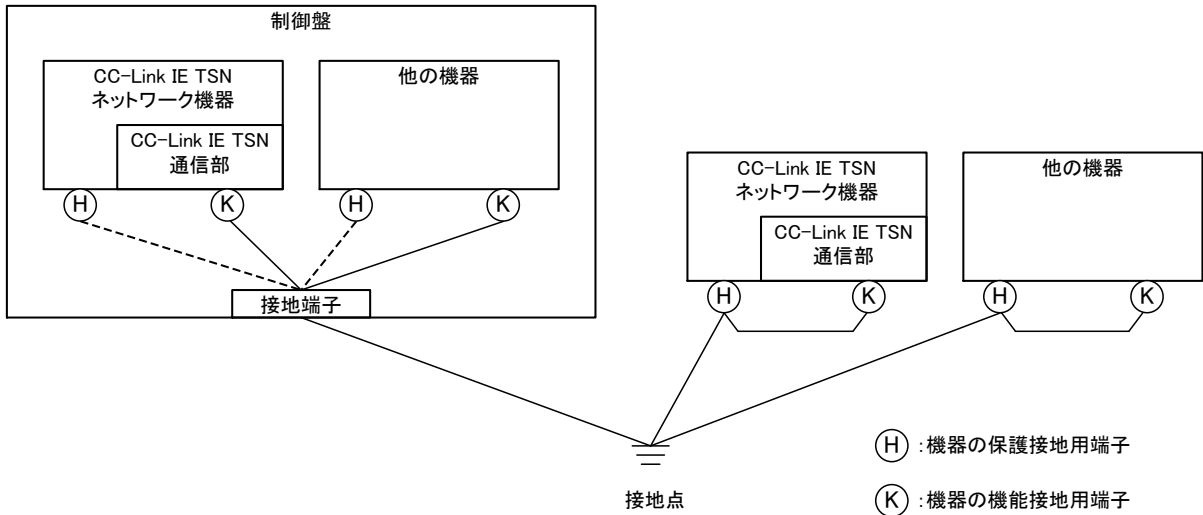 制御盤
CC-Link IE TSN
ネットワーク機器
CC-Link IE TSN
通信部
H
K
他の機器
H
K
接地端子
CC-Link IE TSN
ネットワーク機器
CC-Link IE TSN
通信部
H
K
他の機器
H
K
接地点
H :機器の保護接地用端子
K :機器の機能接地用端子